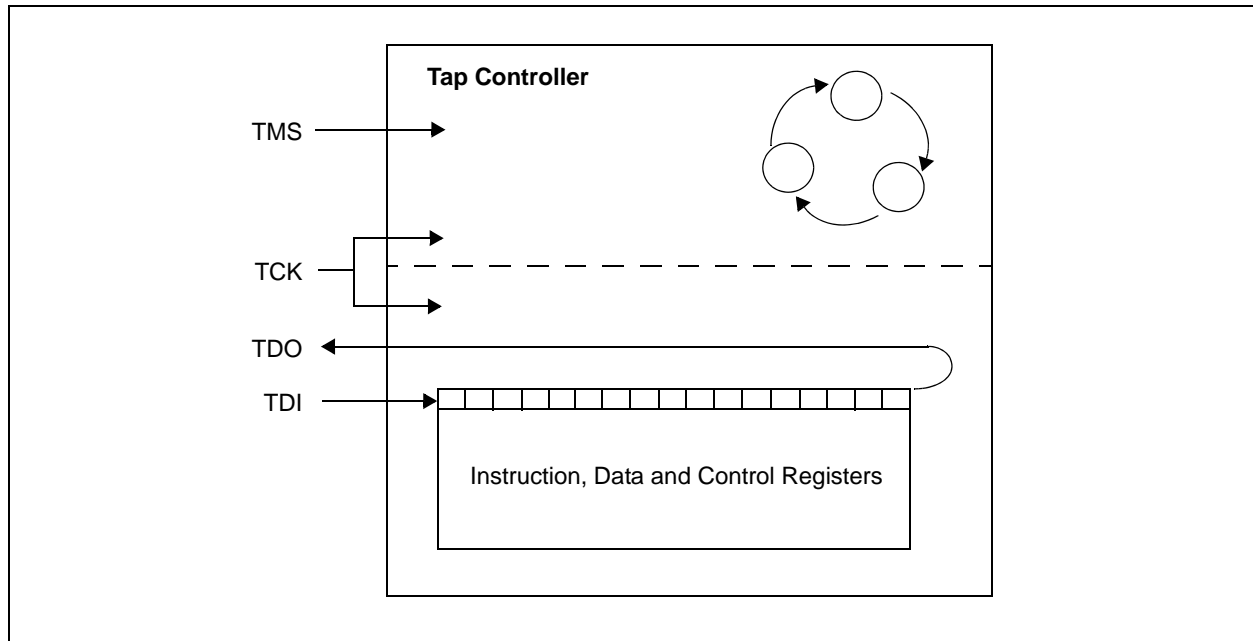 Tap Controller
TMS
TCK
TDO
TDI
Instruction, Data and Control Registers